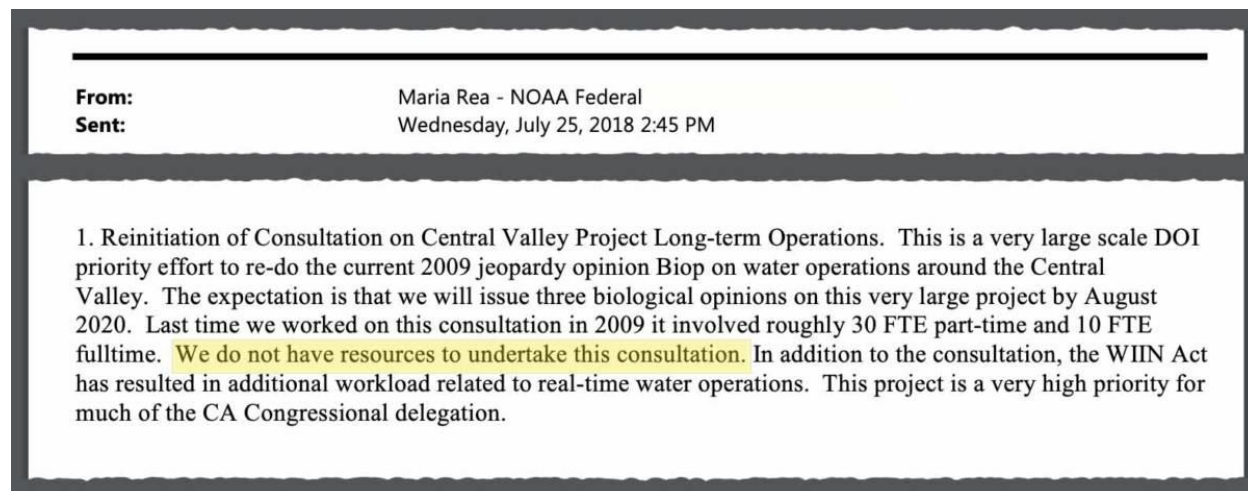 From: Maria Rea - NOAA Federal
Sent: Wednesday, July 25, 2018 2:45 PM
1. Reinitiation of Consultation on Central Valley Project Long-term Operations.  This is a very large scale DOI
priority effort to re-do the current 2009 jeopardy opinion Biop on water operations around the Central
Valley.  The expectation is that we will issue three biological opinions on this very large project by August
2020.  Last time we worked on this consultation in 2009 it involved roughly 30 FTE part-time and 10 FTE
fulltime.  We do not have resources to undertake this consultation. In addition to the consultation, the WIIN Act
has resulted in additional workload related to real-time water operations.  This project is a very high priority for
much of the CA Congressional delegation.